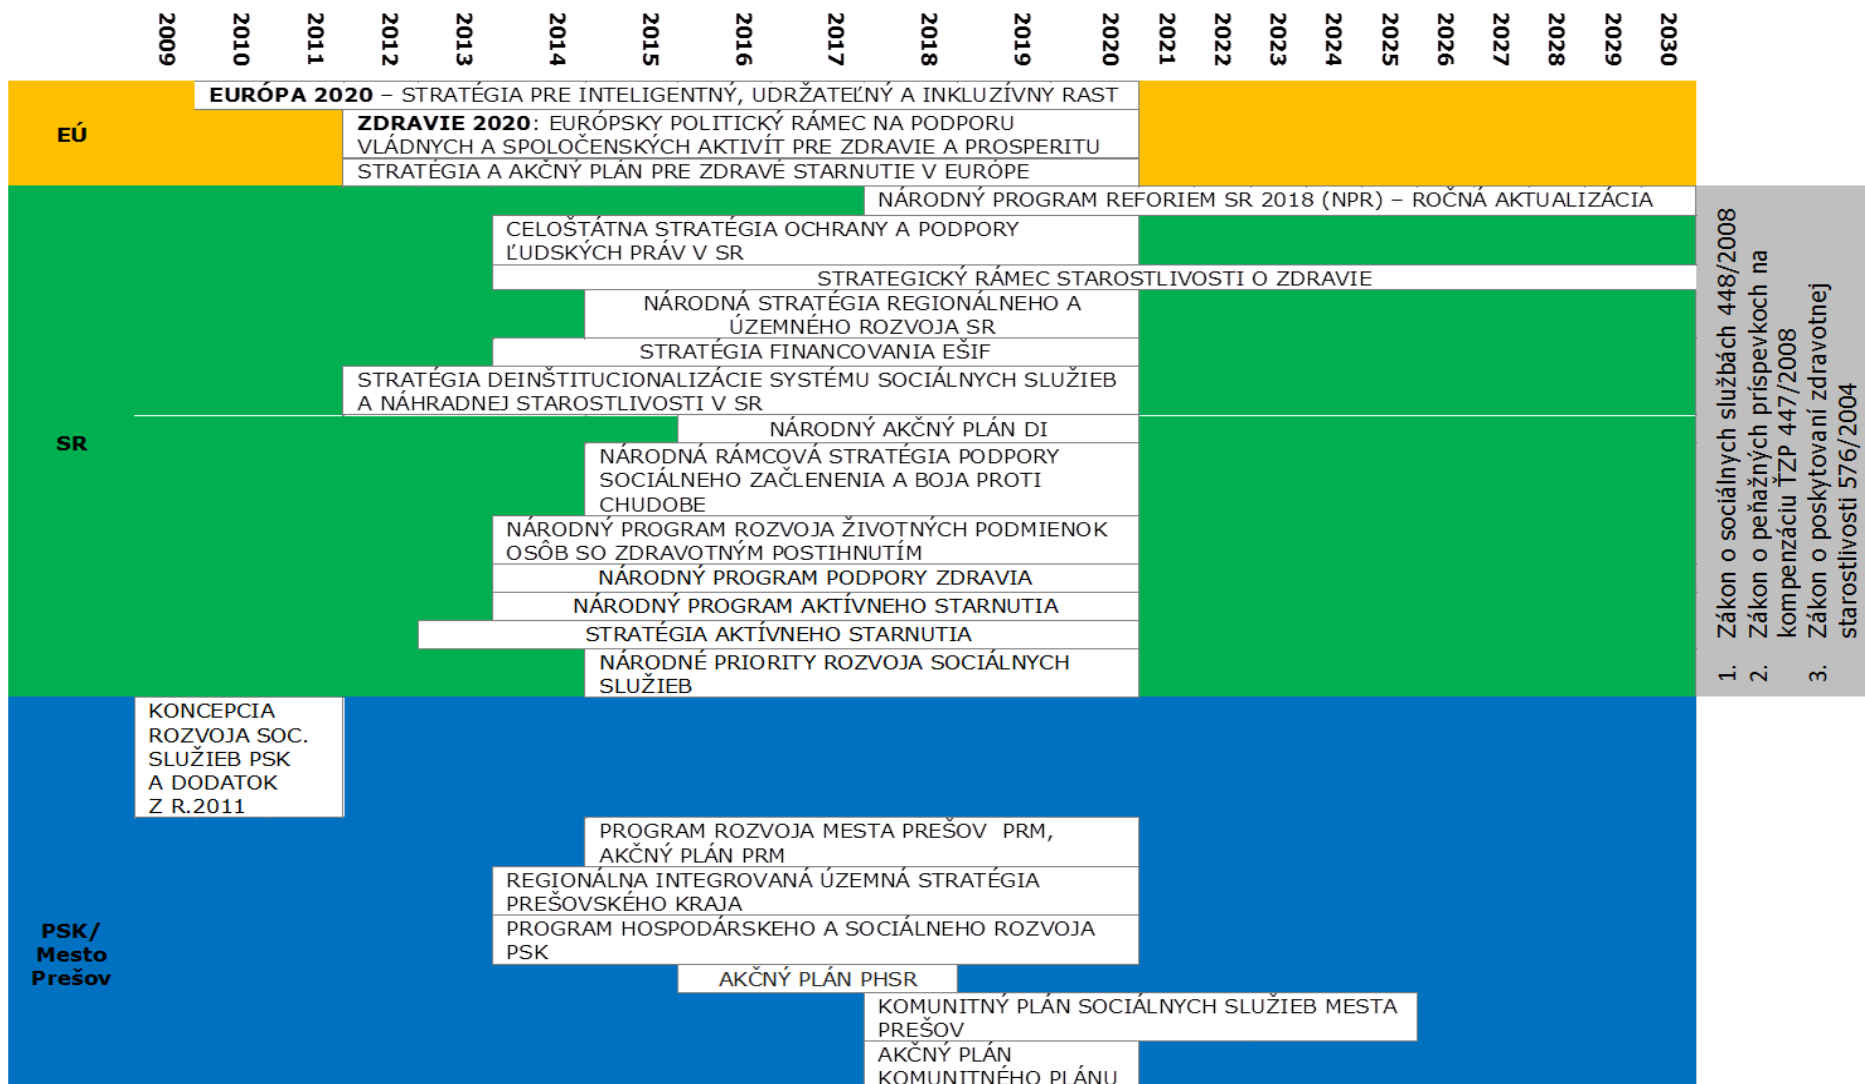 2009 2010 2011 2012 2013 2014 2015 2016 2017 2018 2019 2020 2021 2022 2023 2024 2025 2026 2027 2028 2029 2030
EÚ
EURÓPA 2020 – STRATÉGIA PRE INTELIGENTNÝ, UDRŽATEĽNÝ A INKLUZÍVNY RAST
ZDRAVIE 2020: EURÓPSKY POLITICKÝ RÁMEC NA PODPORU
VLÁDNYCH A SPOLOČENSKÝCH AKTIVÍT PRE ZDRAVIE A PROSPERITU
STRATÉGIA A AKČNÝ PLÁN PRE ZDRAVÉ STARNUTIE V EURÓPE
SR
NÁRODNÝ PROGRAM REFORIEM SR 2018 (NPR) – ROČNÁ AKTUALIZÁCIA
CELOŠTÁTNA STRATÉGIA OCHRANY A PODPORY
ĽUDSKÝCH PRÁV V SR
STRATEGICKÝ RÁMEC STAROSTLIVOSTI O ZDRAVIE
NÁRODNÁ STRATÉGIA REGIONÁLNEHO A
ÚZEMNÉHO ROZVOJA SR
STRATÉGIA FINANCOVANIA EŠIF
STRATÉGIA DEINŠTITUCIONALIZÁCIE SYSTÉMU SOCIÁLNYCH SLUŽIEB
A NÁHRADNEJ STAROSTLIVOSTI V SR
NÁRODNÝ AKČNÝ PLÁN DI
NÁRODNÁ RÁMCOVÁ STRATÉGIA PODPORY
SOCIÁLNEHO ZAČLENENIA A BOJA PROTI
CHUDOBE
NÁRODNÝ PROGRAM ROZVOJA ŽIVOTNÝCH PODMIENOK
OSÔB SO ZDRAVOTNÝM POSTIHNUTÍM
NÁRODNÝ PROGRAM PODPORY ZDRAVIA
NÁRODNÝ PROGRAM AKTÍVNEHO STARNUTIA
STRATÉGIA AKTÍVNEHO STARNUTIA
NÁRODNÉ PRIORITY ROZVOJA SOCIÁLNYCH
SLUŽIEB
1. Zákon o sociálnych službách 448/2008
2. Zákon o peňažných príspevkoch na
kompenzáciu ŤZP 447/2008
3. Zákon o poskytovaní zdravotnej
starostlivosti 576/2004
PSK/
Mesto
Prešov
KONCEPCIA
ROZVOJA SOC.
SLUŽIEB PSK
A DODATOK
Z R.2011
PROGRAM ROZVOJA MESTA PREŠOV PRM,
AKČNÝ PLÁN PRM
REGIONÁLNA INTEGROVANÁ ÚZEMNÁ STRATÉGIA
PREŠOVSKÉHO KRAJA
PROGRAM HOSPODÁRSKEHO A SOCIÁLNEHO ROZVOJA
PSK
AKČNÝ PLÁN PHSR
KOMUNITNÝ PLÁN SOCIÁLNYCH SLUŽIEB MESTA
PREŠOV
AKČNÝ PLÁN
KOMUNITNÉHO PLÁNU